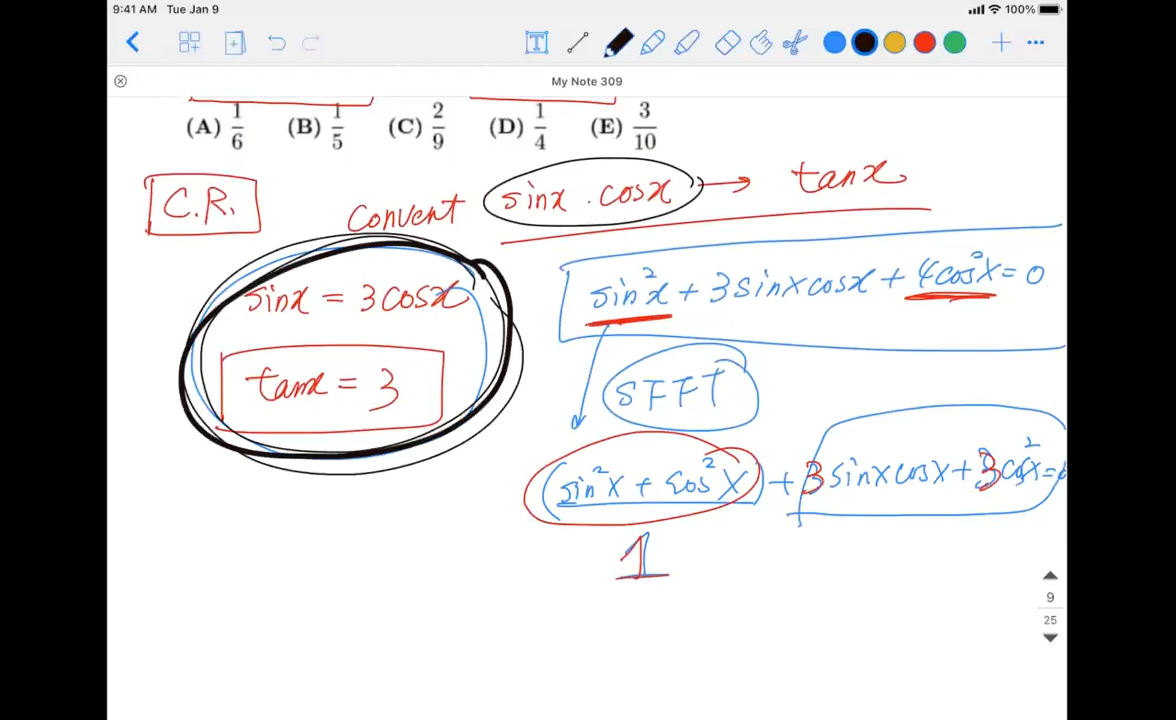 9:41 AM Tue Jan 9 100%
My Note 309
(A) 1/6 (B) 1/5 (C) 2/9 (D) 1/4 (E) 3/10
C.R. Convent sinx . cosx → tanx
sinx = 3cosx
sin²x + 3sinxcosx + 4cos²x = 0
tanx = 3
SFFT
(sin²x + cos²x) + 3sinxcosx + 3cos²x =
1
9
25